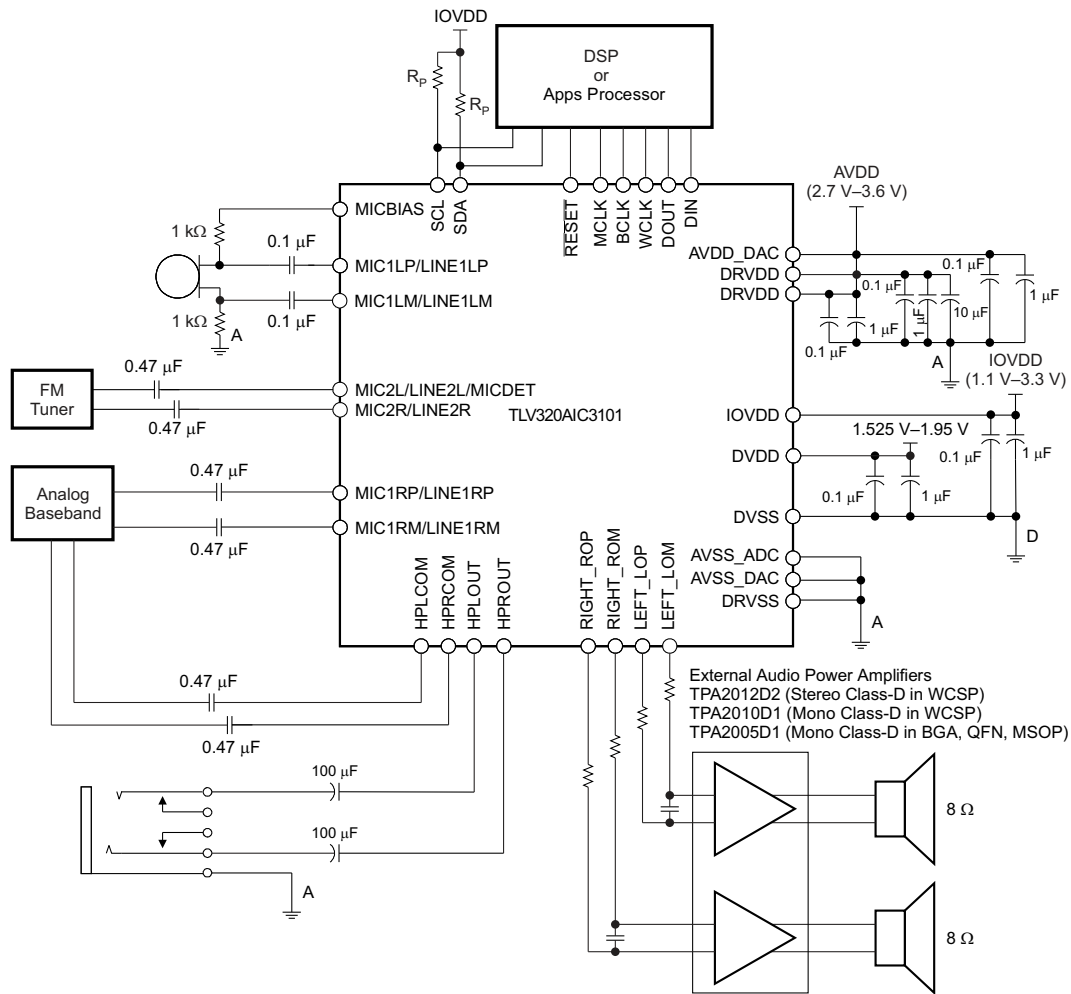 IOVDD
R_P
R_P
DSP
or
Apps Processor
SCL
SDA
RESET
MCLK
BCLK
WCLK
DOUT
DIN
AVDD
(2.7 V–3.6 V)
MICBIAS
1 kΩ
0.1 μF
MIC1LP/LINE1LP
MIC1LM/LINE1LM
1 kΩ
A
0.1 μF
AVDD_DAC
DRVDD
DRVDD
0.1 μF
0.1 μF
1 μF
1 μF
1 μF
10 μF
0.1 μF
A
FM
Tuner
0.47 μF
0.47 μF
MIC2L/LINE2L/MICDET
MIC2R/LINE2R
TLV320AIC3101
IOVDD
(1.1 V–3.3 V)
IOVDD
1.525 V–1.95 V
DVDD
0.1 μF
1 μF
0.1 μF
1 μF
DVSS
D
Analog
Baseband
0.47 μF
0.47 μF
MIC1RP/LINE1RP
MIC1RM/LINE1RM
AVSS_ADC
AVSS_DAC
DRVSS
A
HPLCOM
HPRCOM
HPLOUT
HPROUT
RIGHT_ROP
RIGHT_ROM
LEFT_LOP
LEFT_LOM
0.47 μF
0.47 μF
External Audio Power Amplifiers
TPA2012D2 (Stereo Class-D in WCSP)
TPA2010D1 (Mono Class-D in WCSP)
TPA2005D1 (Mono Class-D in BGA, QFN, MSOP)
100 μF
100 μF
A
8 Ω
8 Ω